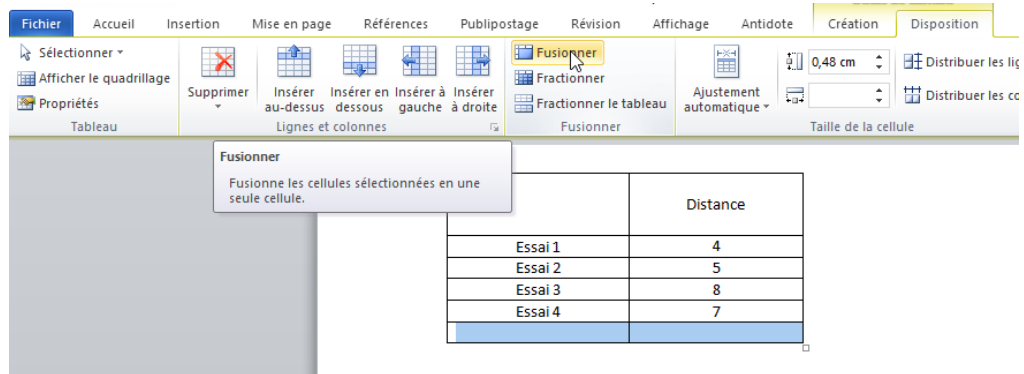 Fichier Accueil Insertion Mise en page Références Publipostage Révision Affichage Antidote Création Disposition
Sélectionner
Afficher le quadrillage
Propriétés
Tableau
Supprimer
Insérer
au-dessus
Insérer en
dessous
Insérer à
gauche
Insérer
à droite
Lignes et colonnes
Fusionner
Fractionner
Fractionner le tableau
Fusionner
Ajustement
automatique
0,48 cm
Distribuer les lig
Distribuer les co
Taille de la cellule
Fusionner
Fusionne les cellules sélectionnées en une
seule cellule.
Distance
Essai 1 4
Essai 2 5
Essai 3 8
Essai 4 7